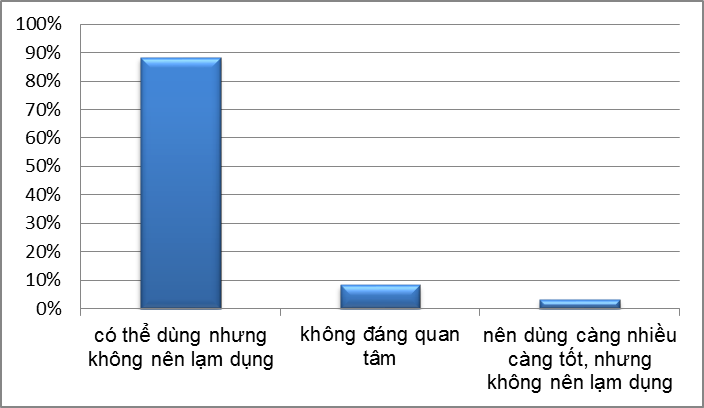 100%
90%
80%
70%
60%
50%
40%
30%
20%
10%
0%
có thể dùng nhưng
không nên lạm dụng
không đáng quan
tâm
nên dùng càng nhiều
càng tốt, nhưng
không nên lạm dụng